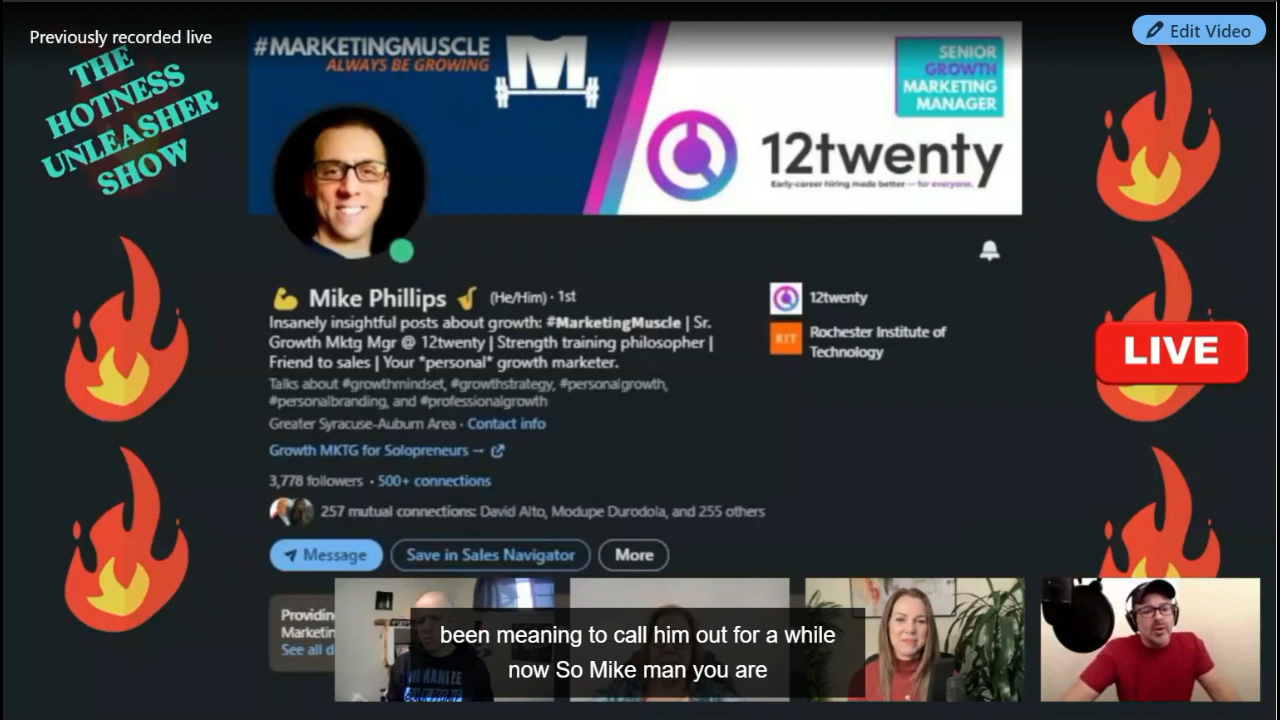 Previously recorded live
Edit Video
THE
HOTNESS
UNLEASHER
SHOW
#MARKETINGMUSCLE
ALWAYS BE GROWING
SENIOR
GROWTH
MARKETING
MANAGER
12twenty
Early-career hiring made better — for everyone.
Mike Phillips (He/Him) · 1st
Insanely insightful posts about growth: #MarketingMuscle | Sr.
Growth Mktg Mgr @ 12twenty | Strength training philosopher |
Friend to sales | Your *personal* growth marketer.
Talks about #growthmindset, #growthstrategy, #personalgrowth,
#personalbranding, and #professionalgrowth
Greater Syracuse-Auburn Area · Contact info
Growth MKTG for Solopreneurs →
3,778 followers · 500+ connections
257 mutual connections: David Alto, Modupe Durodola, and 255 others
12twenty
RIT
Rochester Institute of
Technology
LIVE
Message
Save in Sales Navigator
More
Providin
Marketin
See all d
HUMANIZE
been meaning to call him out for a while
now So Mike man you are